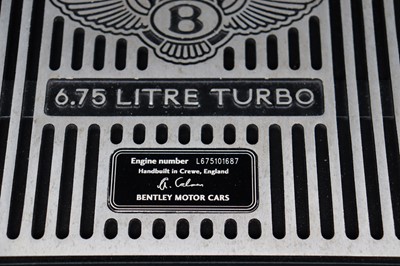 B
6.75 LITRE TURBO
Engine number L675101687
Handbuilt in Crewe, England
BENTLEY MOTOR CARS